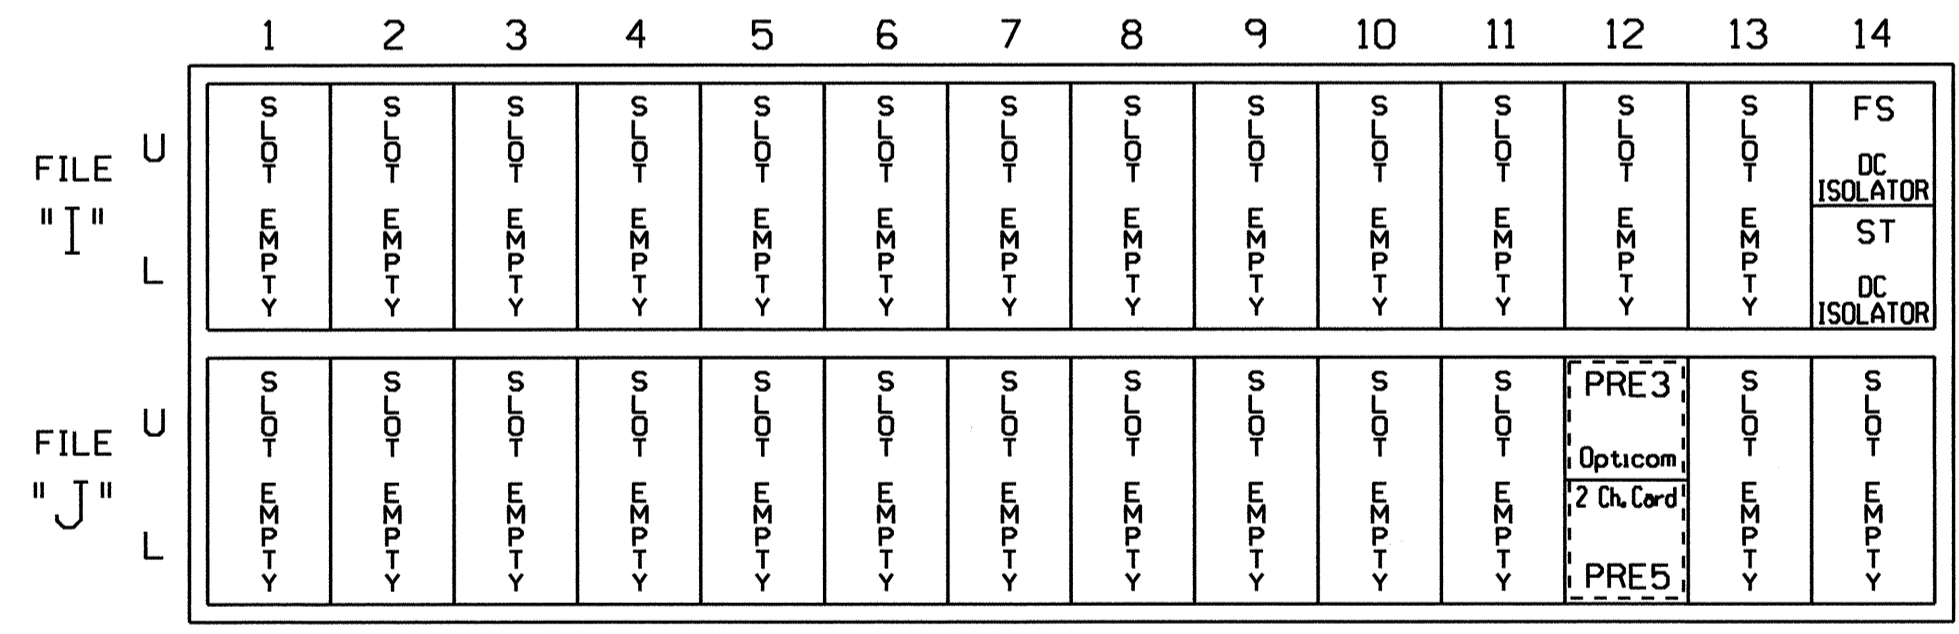 1 2 3 4 5 6 7 8 9 10 11 12 13 14
FILE "I"
U
L
SLOT EMPTY
SLOT EMPTY
SLOT EMPTY
SLOT EMPTY
SLOT EMPTY
SLOT EMPTY
SLOT EMPTY
SLOT EMPTY
SLOT EMPTY
SLOT EMPTY
SLOT EMPTY
SLOT EMPTY
SLOT EMPTY
FS
DC
ISOLATOR
ST
DC
ISOLATOR
FILE "J"
U
L
SLOT EMPTY
SLOT EMPTY
SLOT EMPTY
SLOT EMPTY
SLOT EMPTY
SLOT EMPTY
SLOT EMPTY
SLOT EMPTY
SLOT EMPTY
SLOT EMPTY
SLOT EMPTY
PRE3
Opticom
2 Ch. Card
PRE5
SLOT EMPTY
SLOT EMPTY